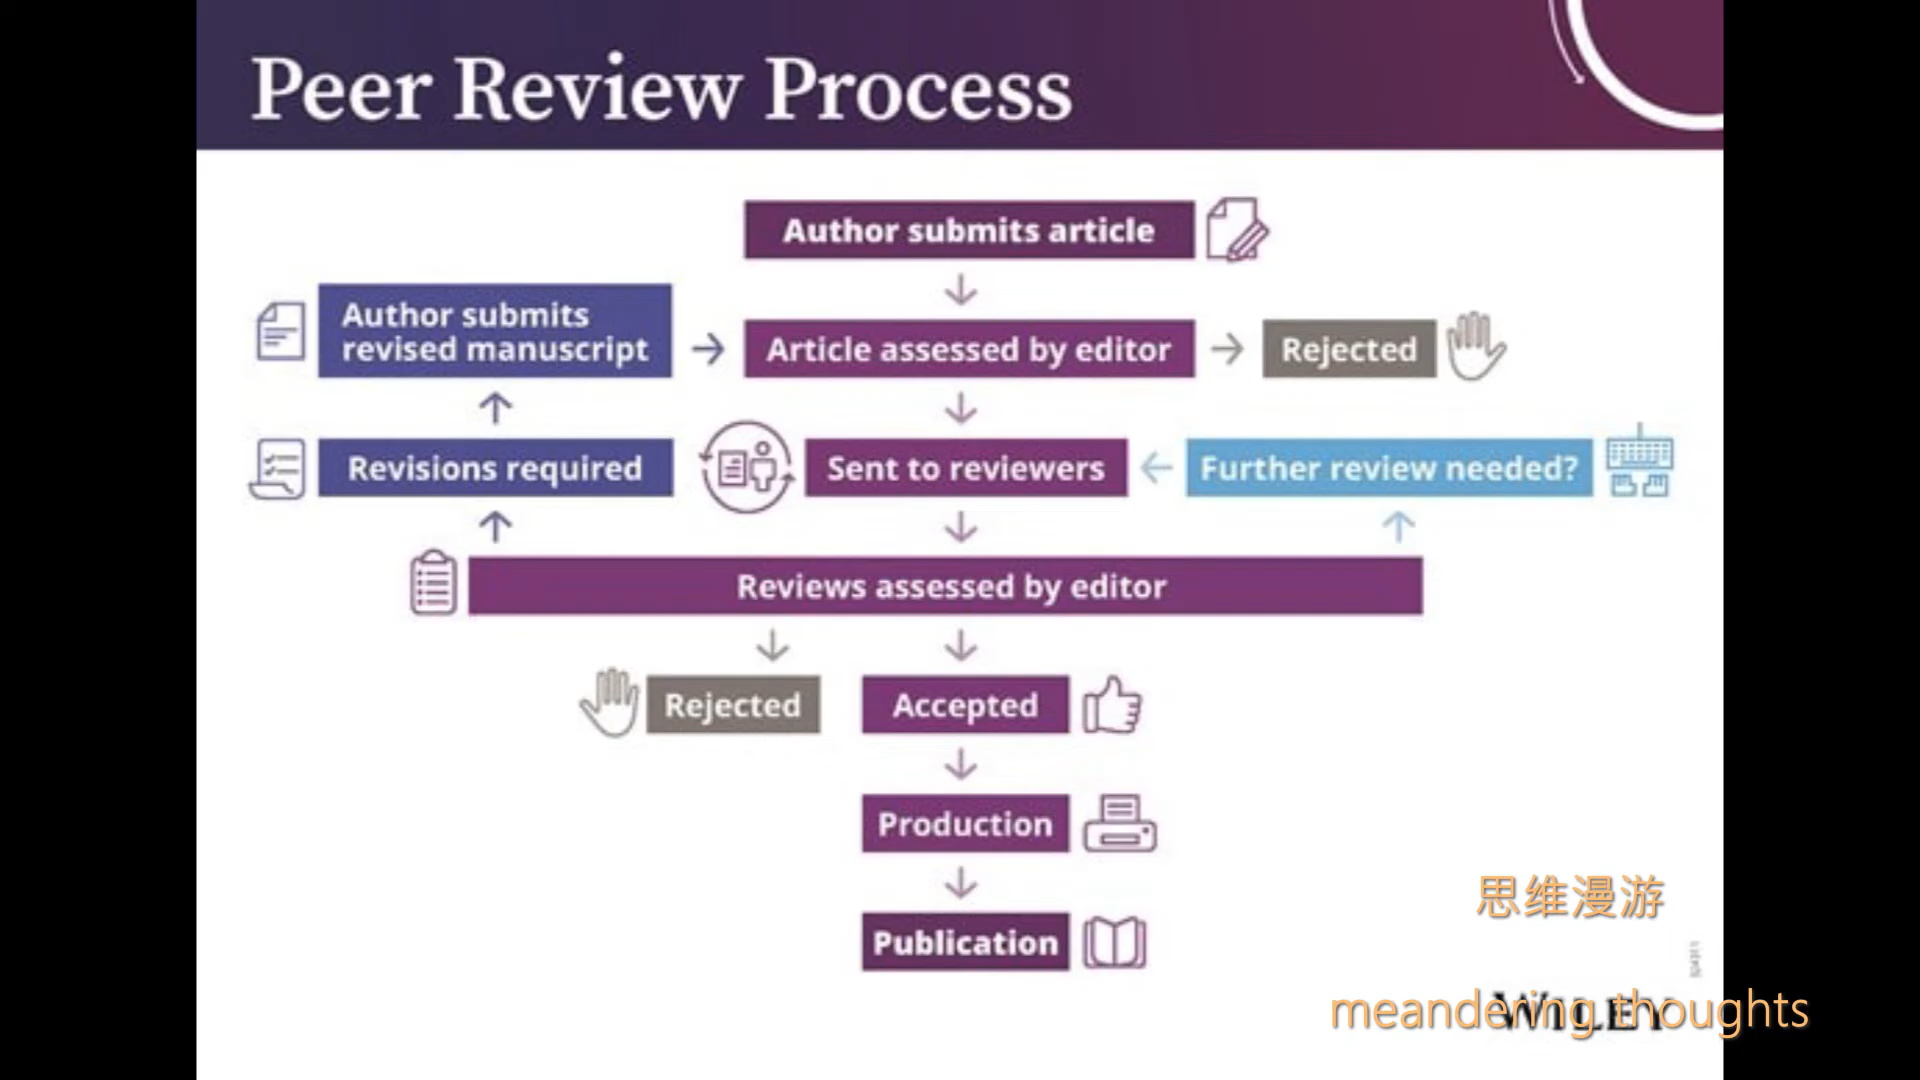 Peer Review Process
Author submits article
Author submits
revised manuscript
Article assessed by editor
Rejected
Revisions required
Sent to reviewers
Further review needed?
Reviews assessed by editor
Rejected
Accepted
Production
Publication
思维漫游
WILEY
meandering thoughts